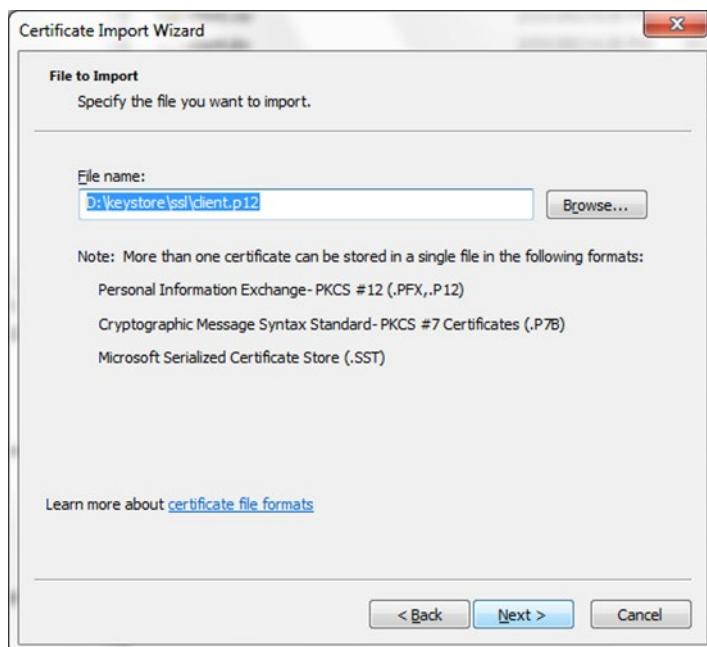 Certificate Import Wizard
File to Import
Specify the file you want to import.
File name:
D:\keystore\ssl\client.p12
Browse...
Note: More than one certificate can be stored in a single file in the following formats:
Personal Information Exchange- PKCS #12 (.PFX,.P12)
Cryptographic Message Syntax Standard- PKCS #7 Certificates (.P7B)
Microsoft Serialized Certificate Store (.SST)
Learn more about certificate file formats
< Back
Next >
Cancel